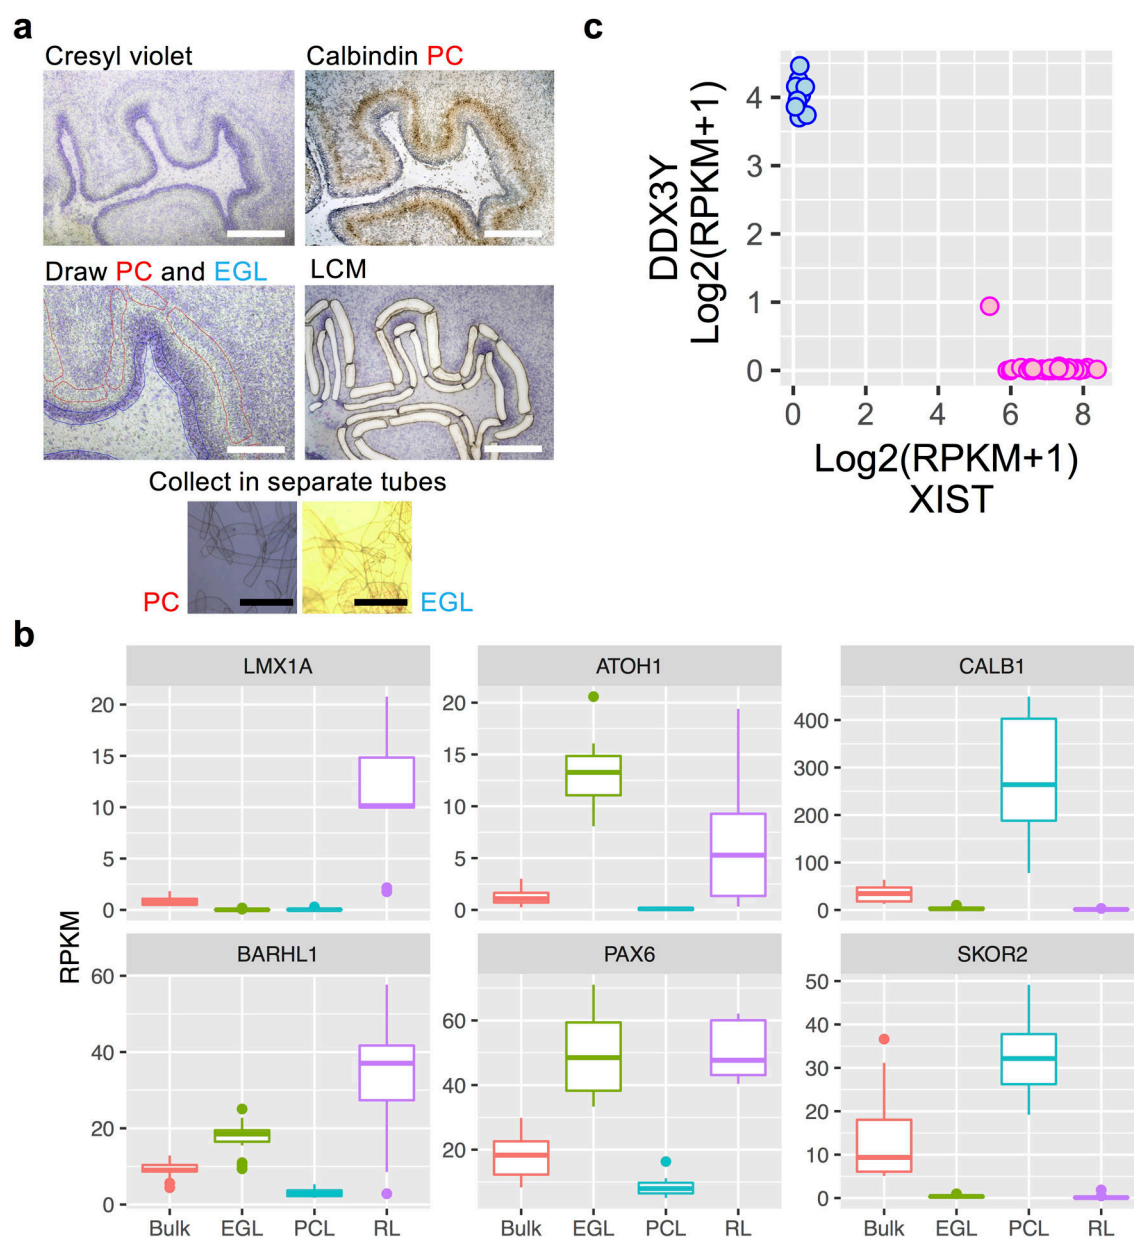 a
Cresyl violet
Calbindin PC
Draw PC and EGL
LCM
Collect in separate tubes
PC
EGL
c
DDX3Y
Log2(RPKM+1)
4
4
2
1
0
0
2
4
6
8
Log2(RPKM+1)
XIST
b
RPKM
LMX1A
20
15
10
5
0
ATOH1
20
15
10
5
0
CALB1
400
300
200
100
0
BARHL1
60
40
20
0
Bulk EGL PCL RL
PAX6
60
40
20
Bulk EGL PCL RL
SKOR2
50
40
30
20
10
0
Bulk EGL PCL RL